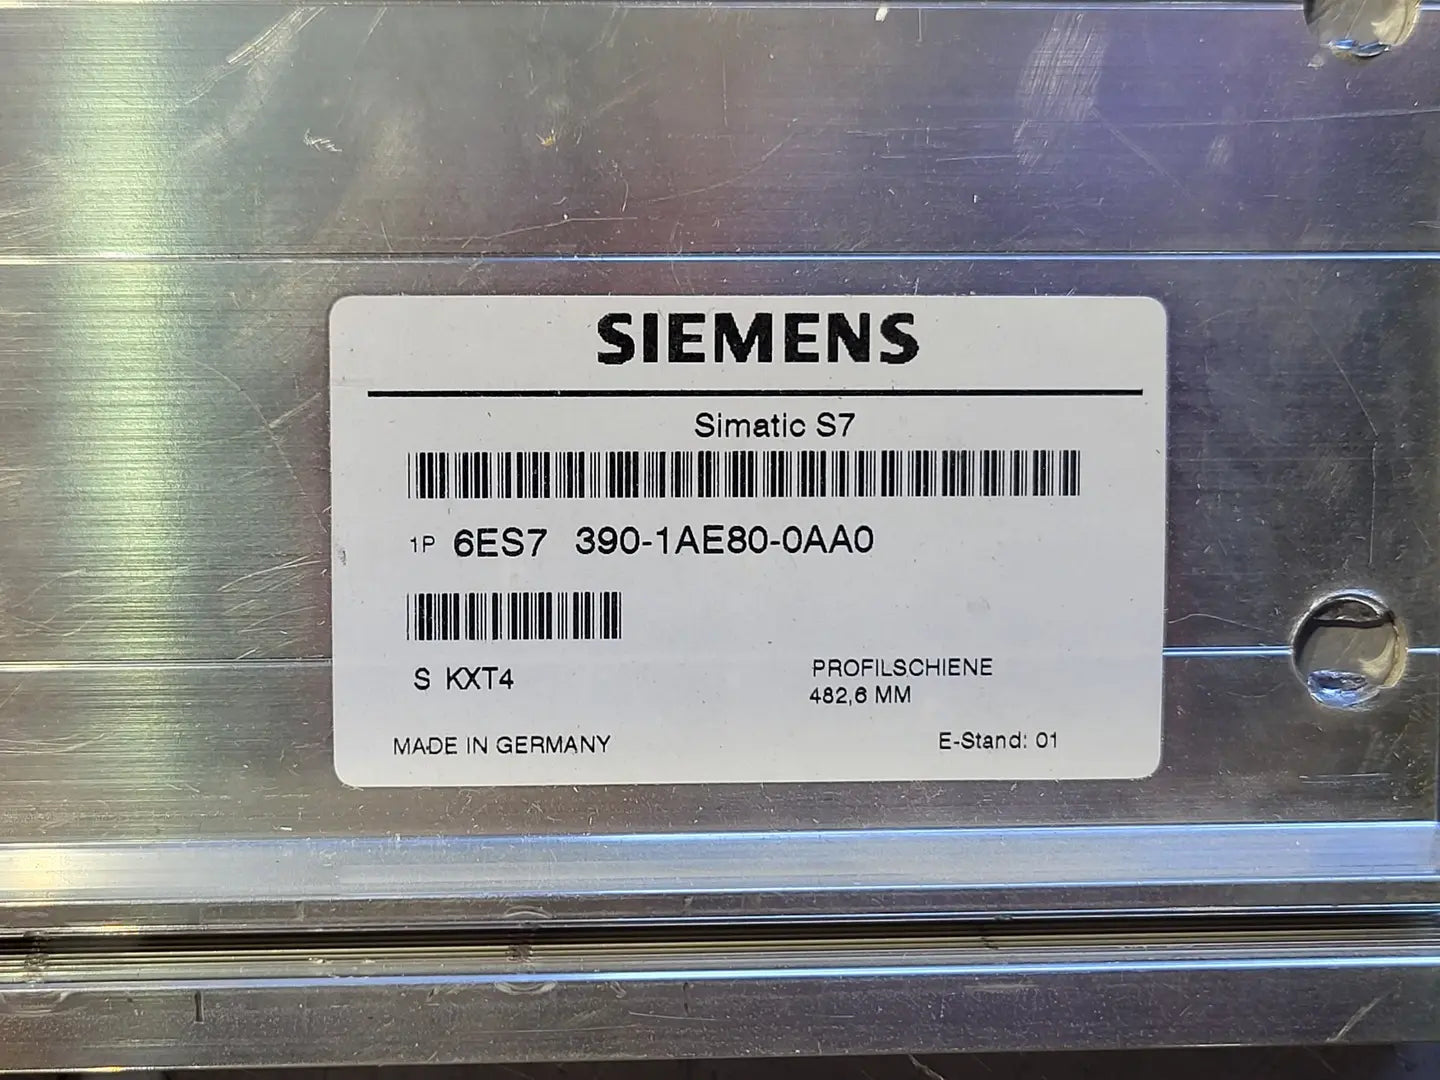 SIEMENS
Simatic S7
1P 6ES7 390-1AE80-0AA0
S KXT4
PROFILSCHIENE
482,6 MM
MADE IN GERMANY
E-Stand: 01